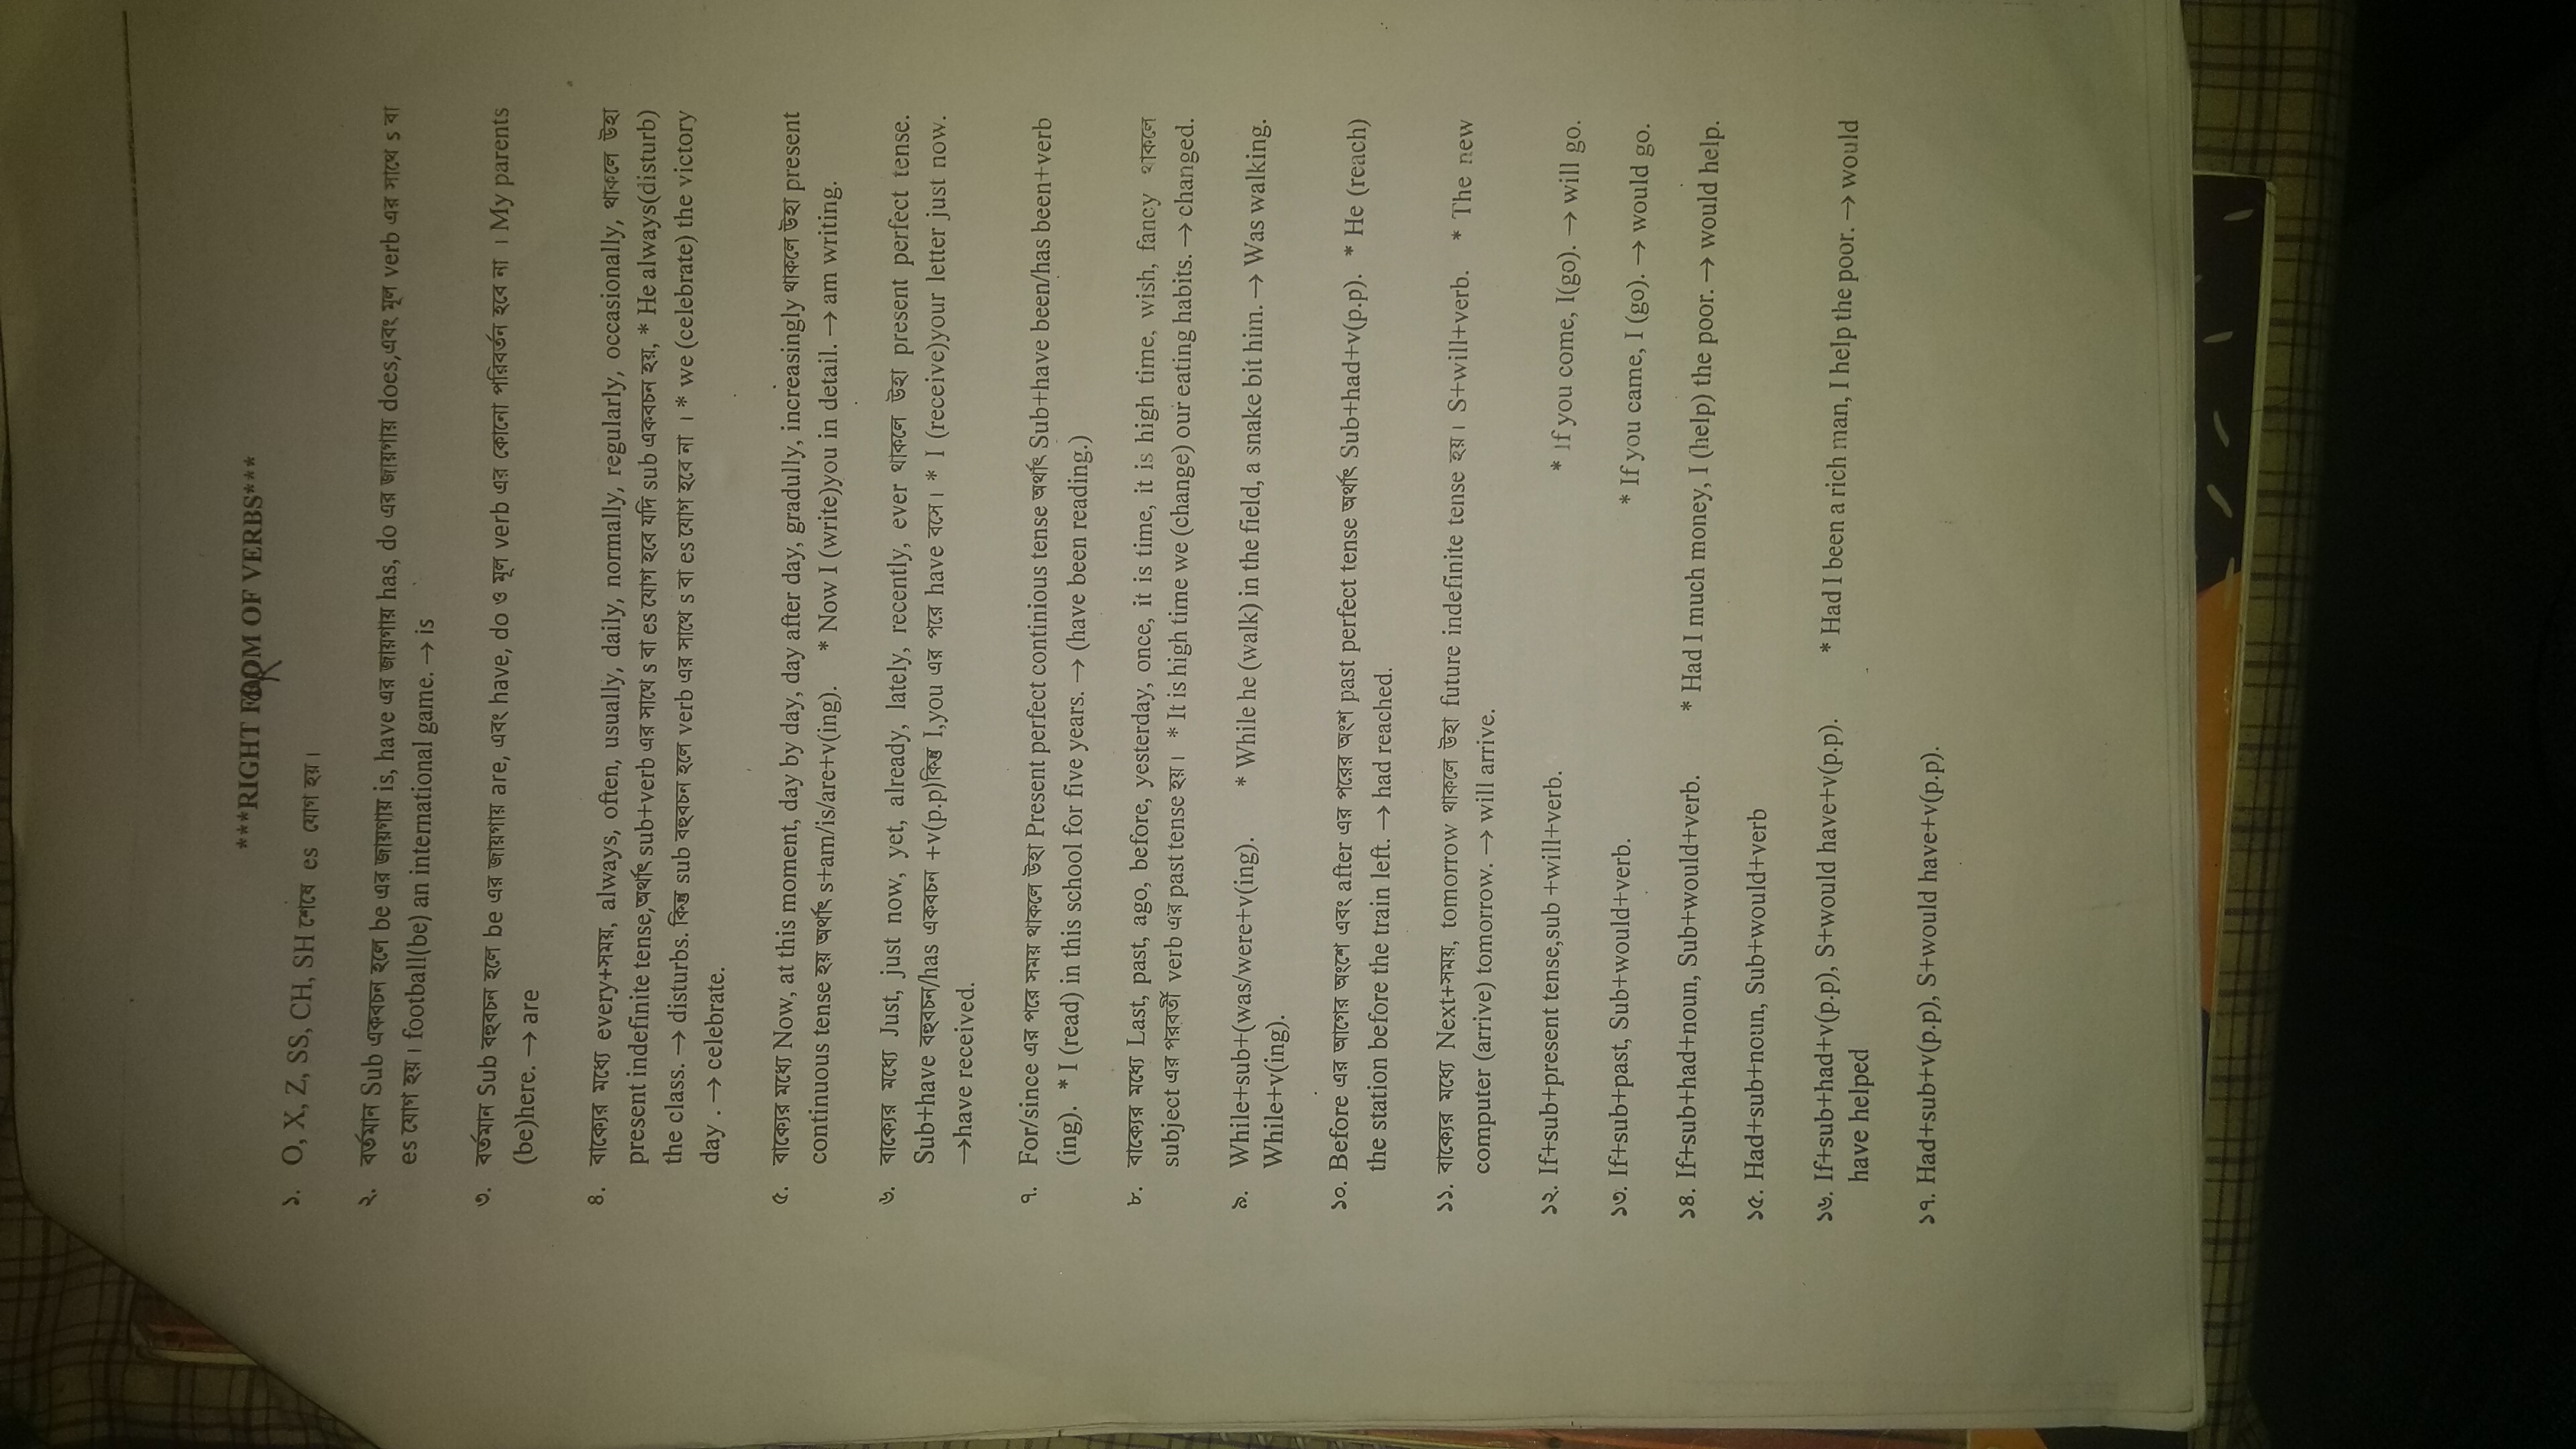 ***RIGHT FORM OF VERBS***
১. O, X, Z, SS, CH, SH শেষে es যোগ হয়।
২. বর্তমান Sub একবচন হলে be এর জায়গায় is, have এর জায়গায় has, do এর জায়গায় does,এবং মূল verb এর সাথে s বা
es যোগ হয়। football(be) an international game. → is
৩. বর্তমান Sub বহুবচন হলে be এর জায়গায় are, এবং have, do ও মূল verb এর কোনো পরিবর্তন হবে না । My parents
(be)here. → are
৪. বাক্যের মধ্যে every+সময়, always, often, usually, daily, normally, regularly, occasionally, থাকলে উহা
present indefinite tense,অর্থাৎ sub+verb এর সাথে s বা es যোগ হবে যদি sub একবচন হয়, * He always(disturb)
the class. → disturbs. কিন্তু sub বহুবচন হলে verb এর সাথে s বা es যোগ হবে না । * we (celebrate) the victory
day . → celebrate.
৫. বাক্যের মধ্যে Now, at this moment, day by day, day after day, gradully, increasingly থাকলে উহা present
continuous tense হয় অর্থাৎ s+am/is/are+v(ing). * Now I (write)you in detail. → am writing.
৬. বাক্যের মধ্যে Just, just now, yet, already, lately, recently, ever থাকলে উহা present perfect tense.
Sub+have বহুবচন/has একবচন +v(p.p)কিন্তু I,you এর পরে have বসে। * I (receive)your letter just now.
→have received.
৭. For/since এর পরে সময় থাকলে উহা Present perfect continious tense অর্থাৎ Sub+have been/has been+verb
(ing). * I (read) in this school for five years. → (have been reading.)
৮. বাক্যের মধ্যে Last, past, ago, before, yesterday, once, it is time, it is high time, wish, fancy থাকলে
subject এর পরবর্তী verb এর past tense হয়। * It is high time we (change) our eating habits. → changed.
৯. While+sub+(was/were+v(ing). * While he (walk) in the field, a snake bit him. → Was walking.
While+v(ing).
১০. Before এর আগের অংশে এবং after এর পরের অংশ past perfect tense অর্থাৎ Sub+had+v(p.p). * He (reach)
the station before the train left. → had reached.
১১. বাক্যের মধ্যে Next+সময়, tomorrow থাকলে উহা future indefinite tense হয়। S+will+verb. * The new
computer (arrive) tomorrow. → will arrive.
১২. If+sub+present tense,sub +will+verb. * If you come, I(go). → will go.
১৩. If+sub+past, Sub+would+verb. * If you came, I (go). → would go.
১৪. If+sub+had+noun, Sub+would+verb. * Had I much money, I (help) the poor. → would help.
১৫. Had+sub+noun, Sub+would+verb
১৬. If+sub+had+v(p.p), S+would have+v(p.p). * Had I been a rich man, I help the poor. → would
have helped
১৭. Had+sub+v(p.p), S+would have+v(p.p).